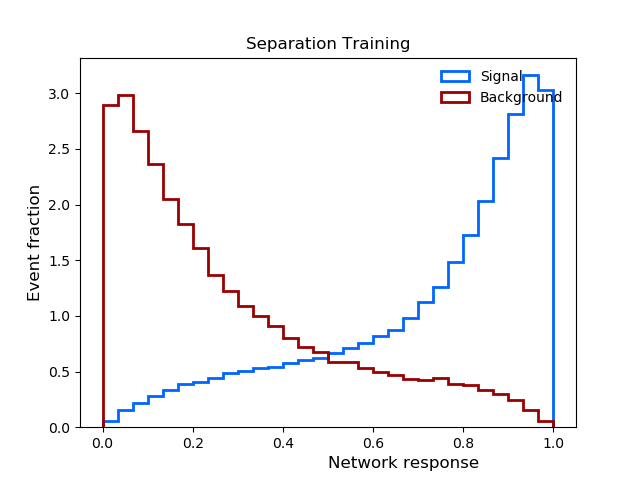 Separation Training
Signal
Background
Event fraction
3.0
2.5
2.0
1.5
1.0
0.5
0.0
0.0 0.2 0.4 0.6 0.8 1.0
Network response